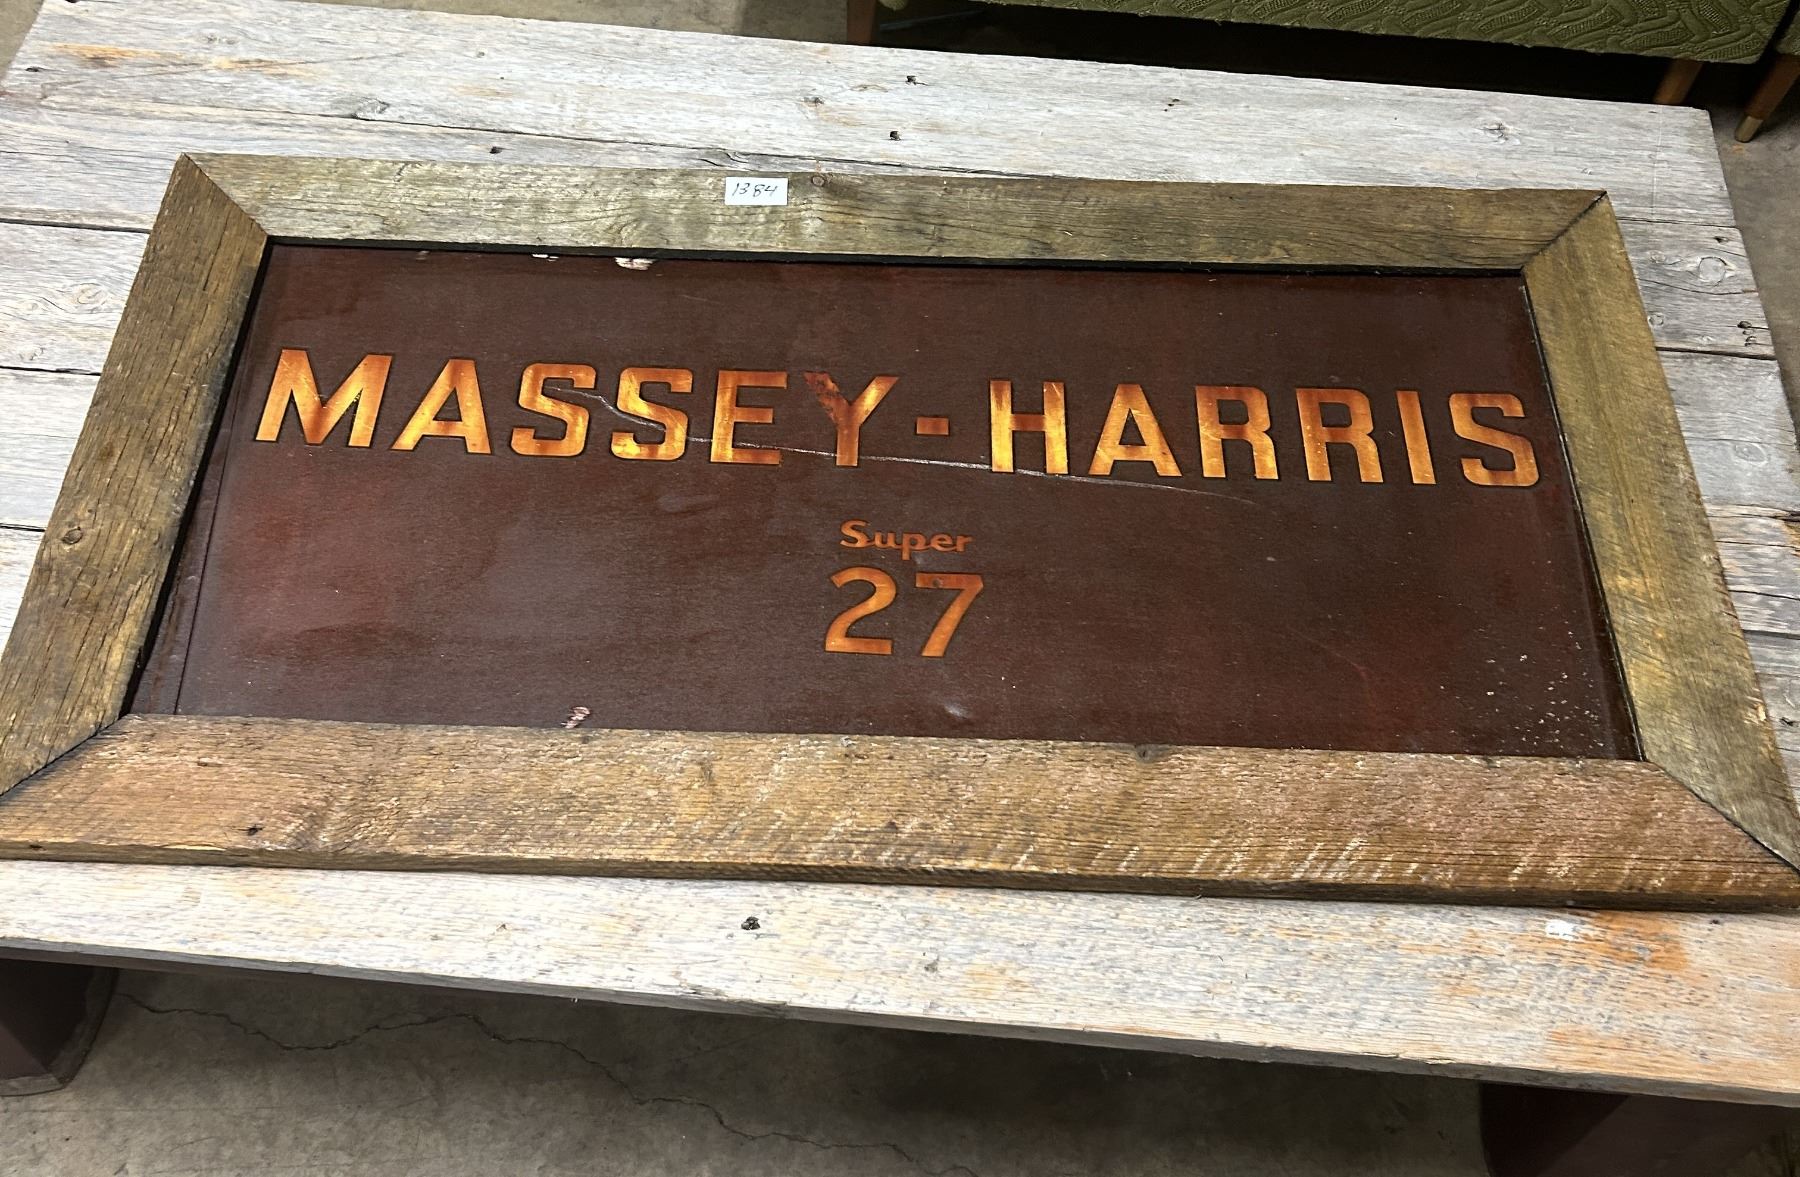 1384
MASSEY-HARRIS
Super
27